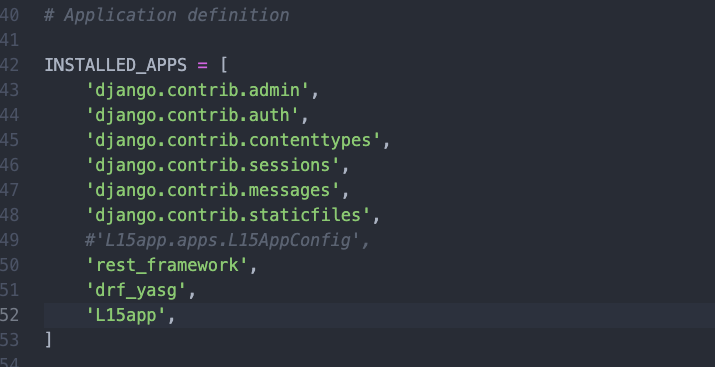 40 # Application definition
41
42 INSTALLED_APPS = [
43     'django.contrib.admin',
44     'django.contrib.auth',
45     'django.contrib.contenttypes',
46     'django.contrib.sessions',
47     'django.contrib.messages',
48     'django.contrib.staticfiles',
49     #'L15app.apps.L15AppConfig',
50     'rest_framework',
51     'drf_yasg',
52     'L15app',
53 ]
54